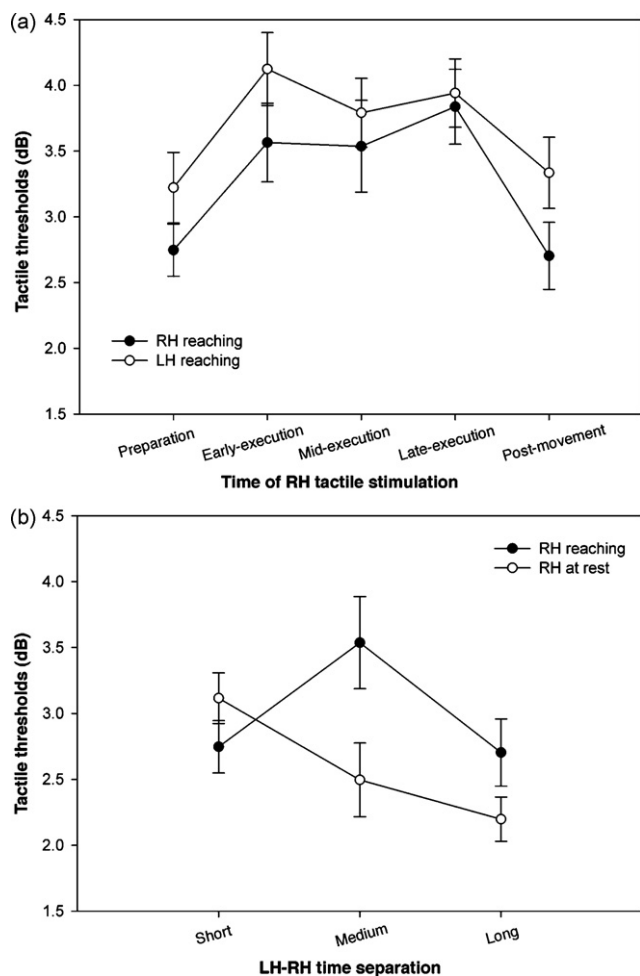 (a)
4.5
4.0
3.5
3.0
2.5
2.0
1.5
Tactile thresholds (dB)
RH reaching
LH reaching
Preparation
Early-execution
Mid-execution
Late-execution
Post-movement
Time of RH tactile stimulation
(b)
4.5
4.0
3.5
3.0
2.5
2.0
1.5
Tactile thresholds (dB)
RH reaching
RH at rest
Short
Medium
Long
LH-RH time separation